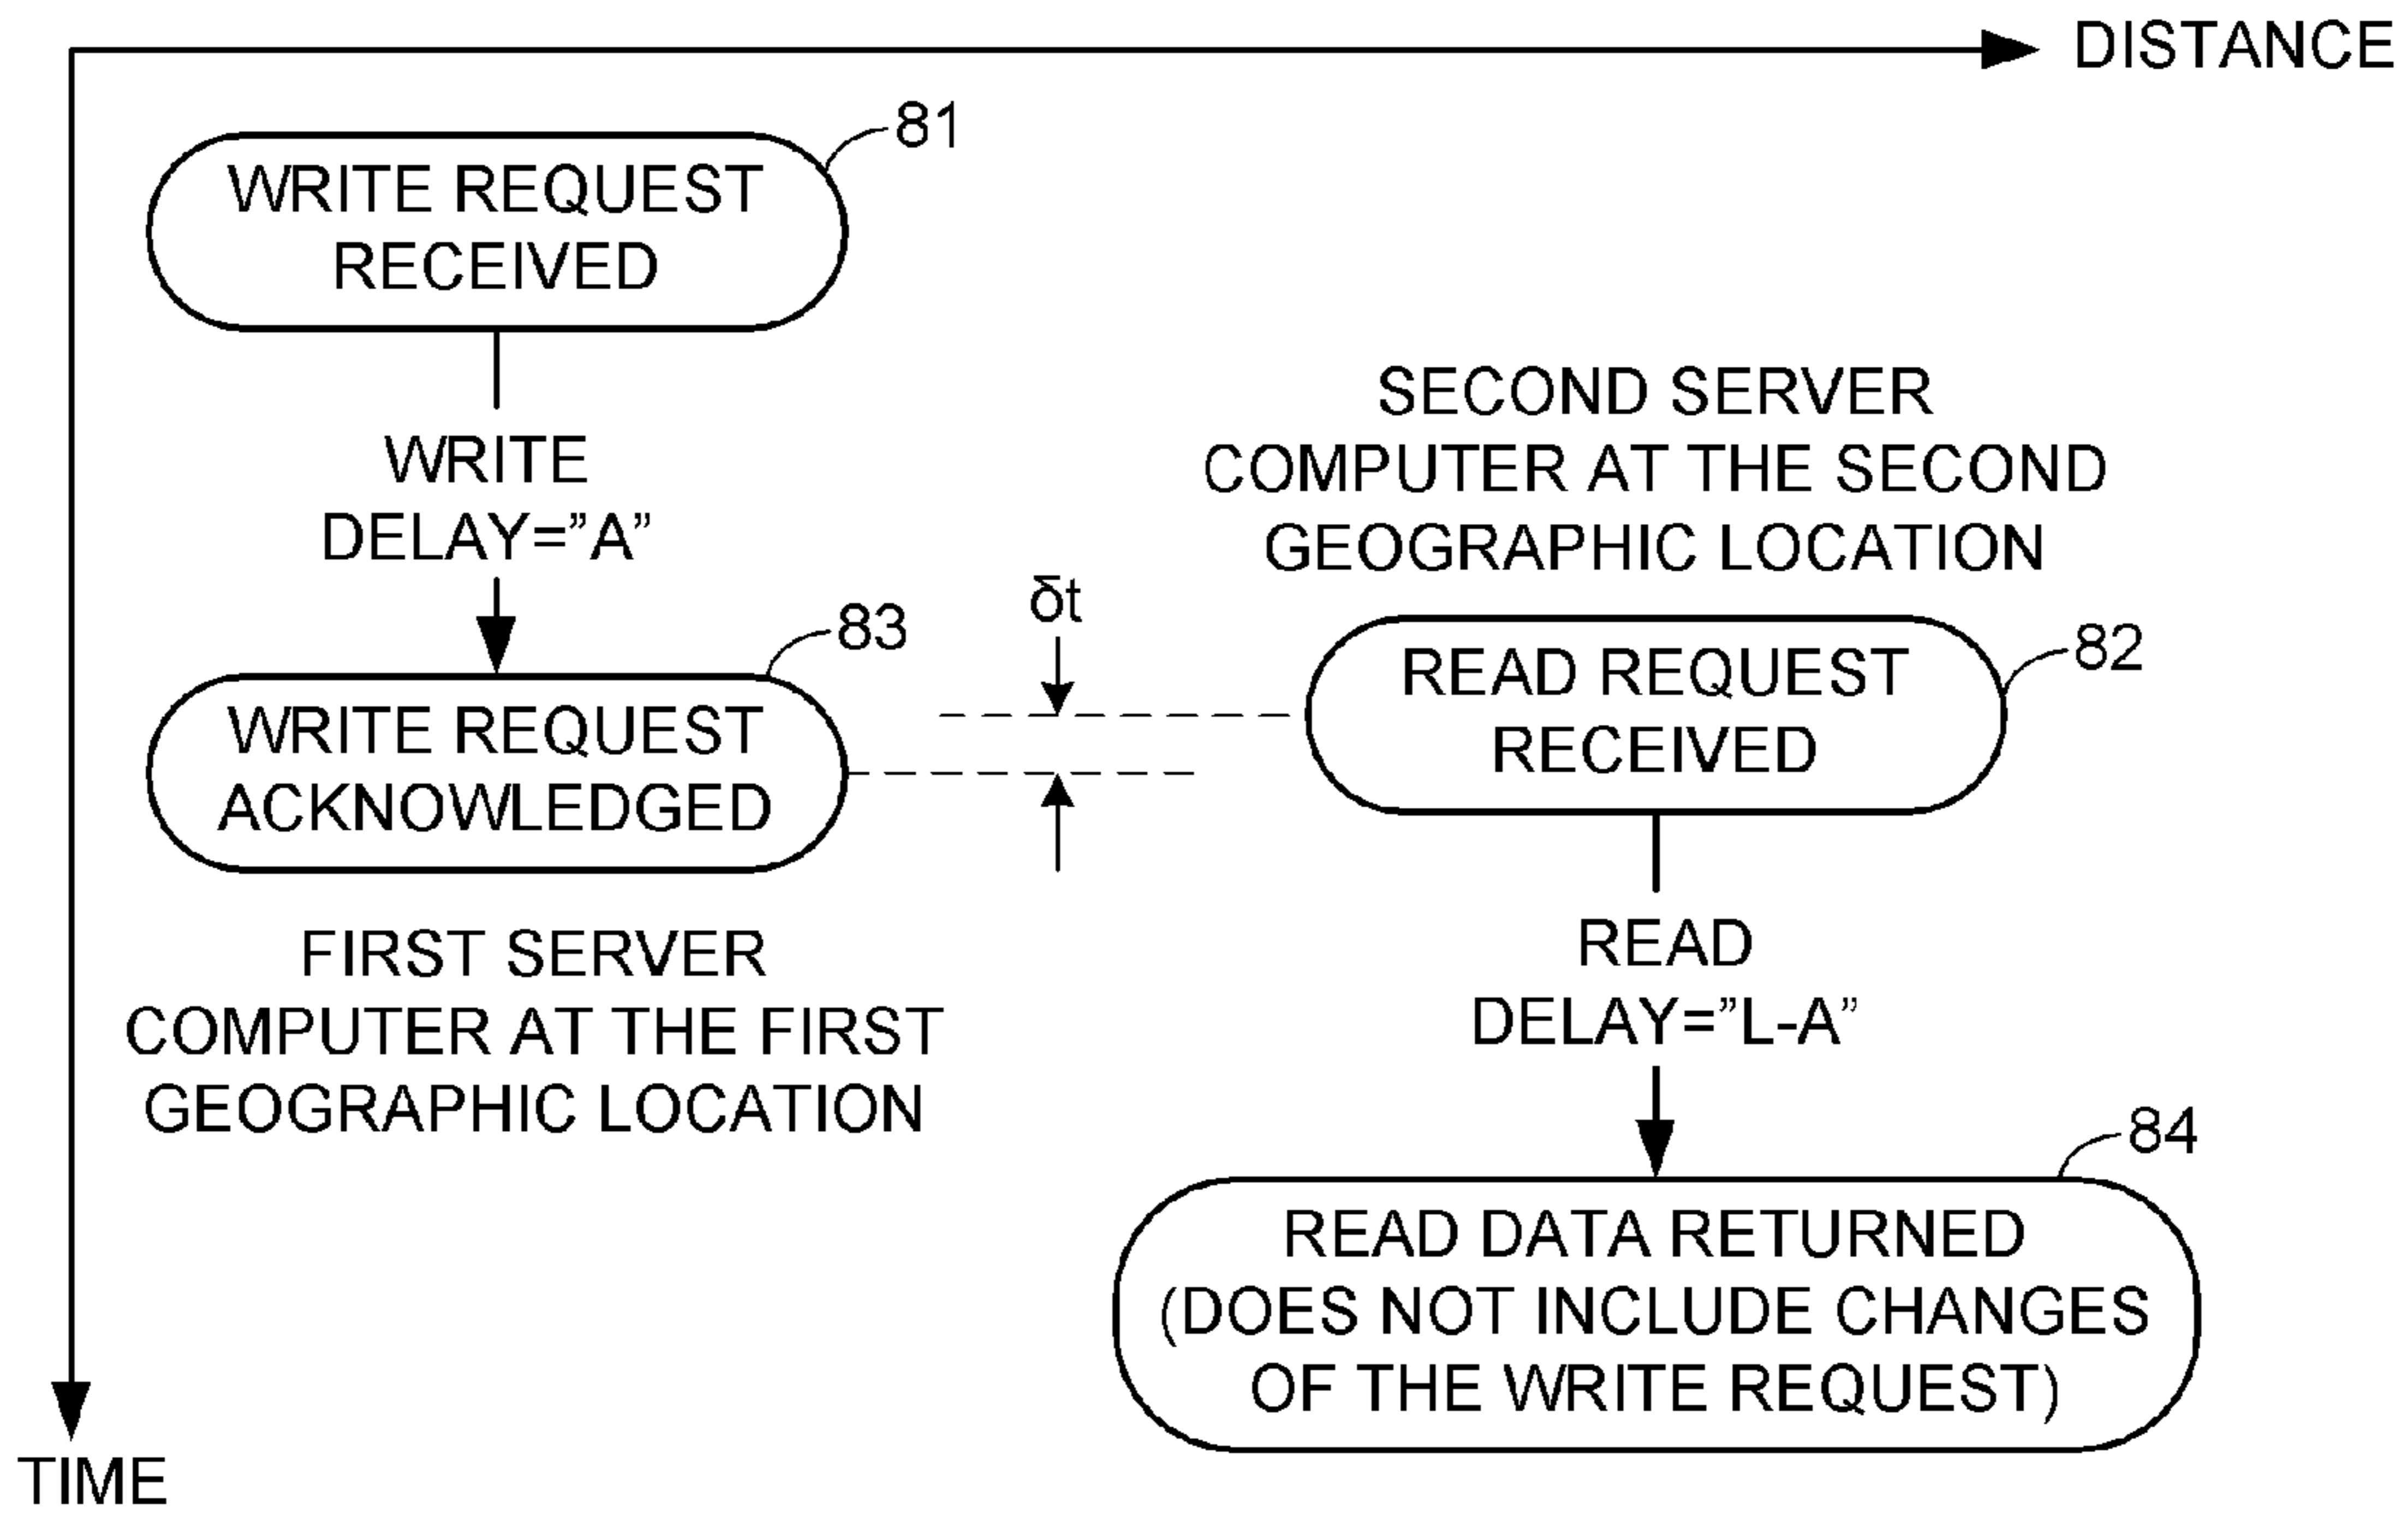 DISTANCE
81
WRITE REQUEST
RECEIVED
WRITE
DELAY=”A”
83
WRITE REQUEST
ACKNOWLEDGED
FIRST SERVER
COMPUTER AT THE FIRST
GEOGRAPHIC LOCATION
δt
SECOND SERVER
COMPUTER AT THE SECOND
GEOGRAPHIC LOCATION
82
READ REQUEST
RECEIVED
READ
DELAY=”L-A”
84
READ DATA RETURNED
(DOES NOT INCLUDE CHANGES
OF THE WRITE REQUEST)
TIME